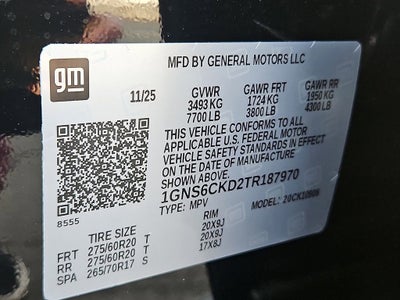 gm
MFD BY GENERAL MOTORS LLC
11/25 GVWR GAWR FRT GAWR RR
3493 KG 1724 KG 1950 KG
7700 LB 3800 LB 4300 LB
THIS VEHICLE CONFORMS TO ALL
APPLICABLE U.S. FEDERAL MOTOR
VEHICLE SAFETY STANDARDS IN EFFECT
ON THE DATE OF MANUFACTURE
SHOWN ABOVE.
1GNS6CKD2TR187970
TYPE: MPV MODEL: 20CK10906
8555
TIRE SIZE RIM
FRT 275/60R20 T 20X9J
RR 275/60R20 T 20X9J
SPA 265/70R17 S 17X8J